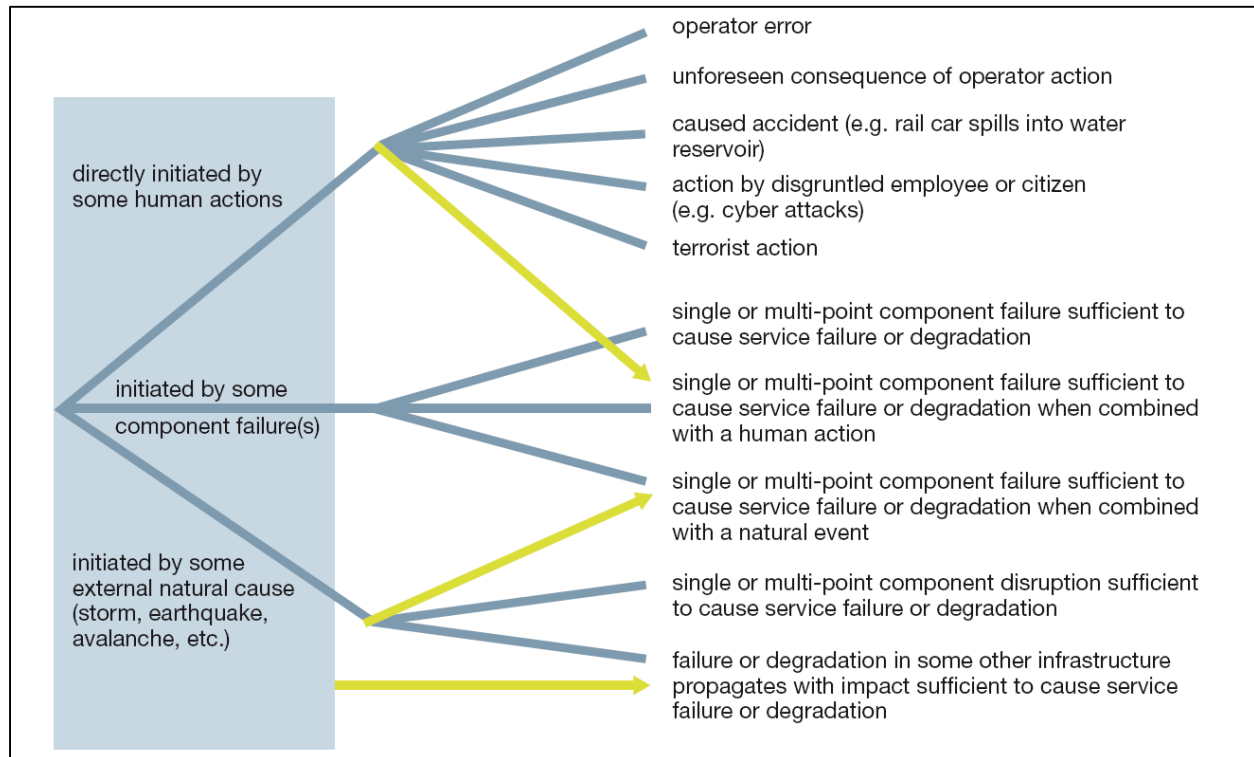 operator error
unforeseen consequence of operator action
caused accident (e.g. rail car spills into water
reservoir)
action by disgruntled employee or citizen
(e.g. cyber attacks)
terrorist action
directly initiated by
some human actions
single or multi-point component failure sufficient to
cause service failure or degradation
initiated by some
component failure(s)
single or multi-point component failure sufficient to
cause service failure or degradation when combined
with a human action
single or multi-point component failure sufficient to
cause service failure or degradation when combined
with a natural event
initiated by some
external natural cause
(storm, earthquake,
avalanche, etc.)
single or multi-point component disruption sufficient
to cause service failure or degradation
failure or degradation in some other infrastructure
propagates with impact sufficient to cause service
failure or degradation